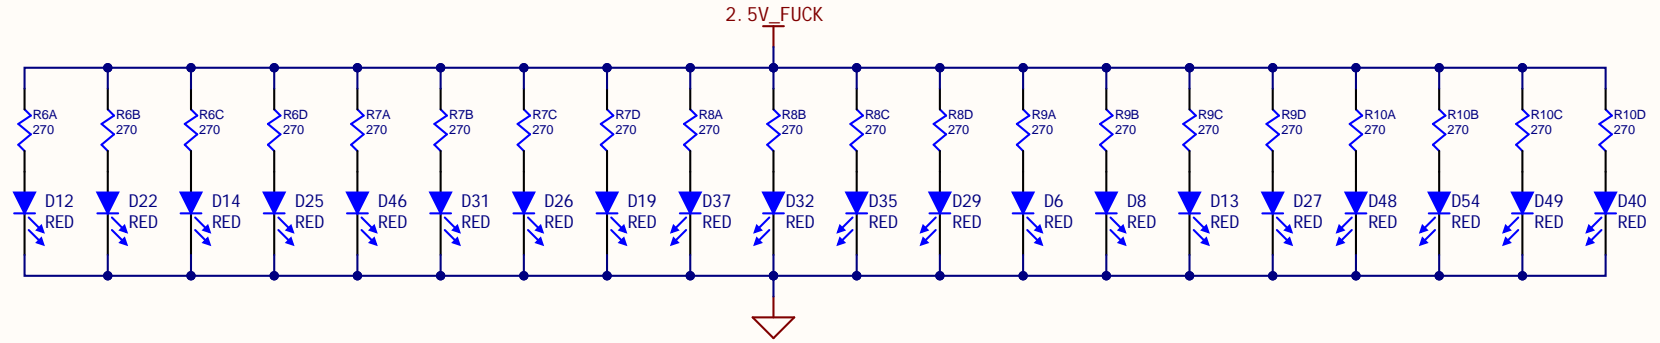 2.5V_FUCK
R6A R6B R6C R6D R7A R7B R7C R7D R8A R8B R8C R8D R9A R9B R9C R9D R10A R10B R10C R10D
270 270 270 270 270 270 270 270 270 270 270 270 270 270 270 270 270 270 270 270
D12 D22 D14 D25 D46 D31 D26 D19 D37 D32 D35 D29 D6 D8 D13 D27 D48 D54 D49 D40
RED RED RED RED RED RED RED RED RED RED RED RED RED RED RED RED RED RED RED RED